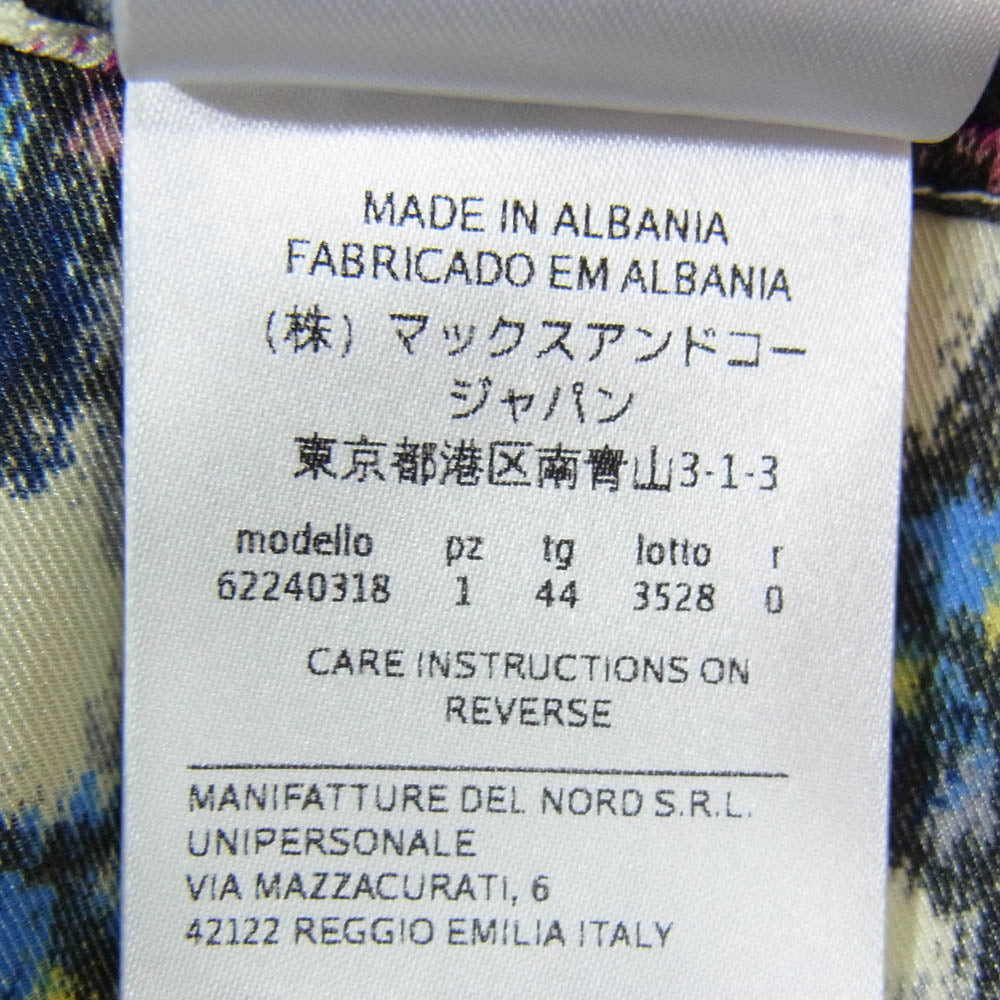 MADE IN ALBANIA
FABRICADO EM ALBANIA
（株）マックスアンドコー
ジャパン
東京都港区南青山3-1-3
modello pz tg lotto r
62240318 1 44 3528 0
CARE INSTRUCTIONS ON
REVERSE
MANIFATTURE DEL NORD S.R.L.
UNIPERSONALE
VIA MAZZACURATI, 6
42122 REGGIO EMILIA ITALY